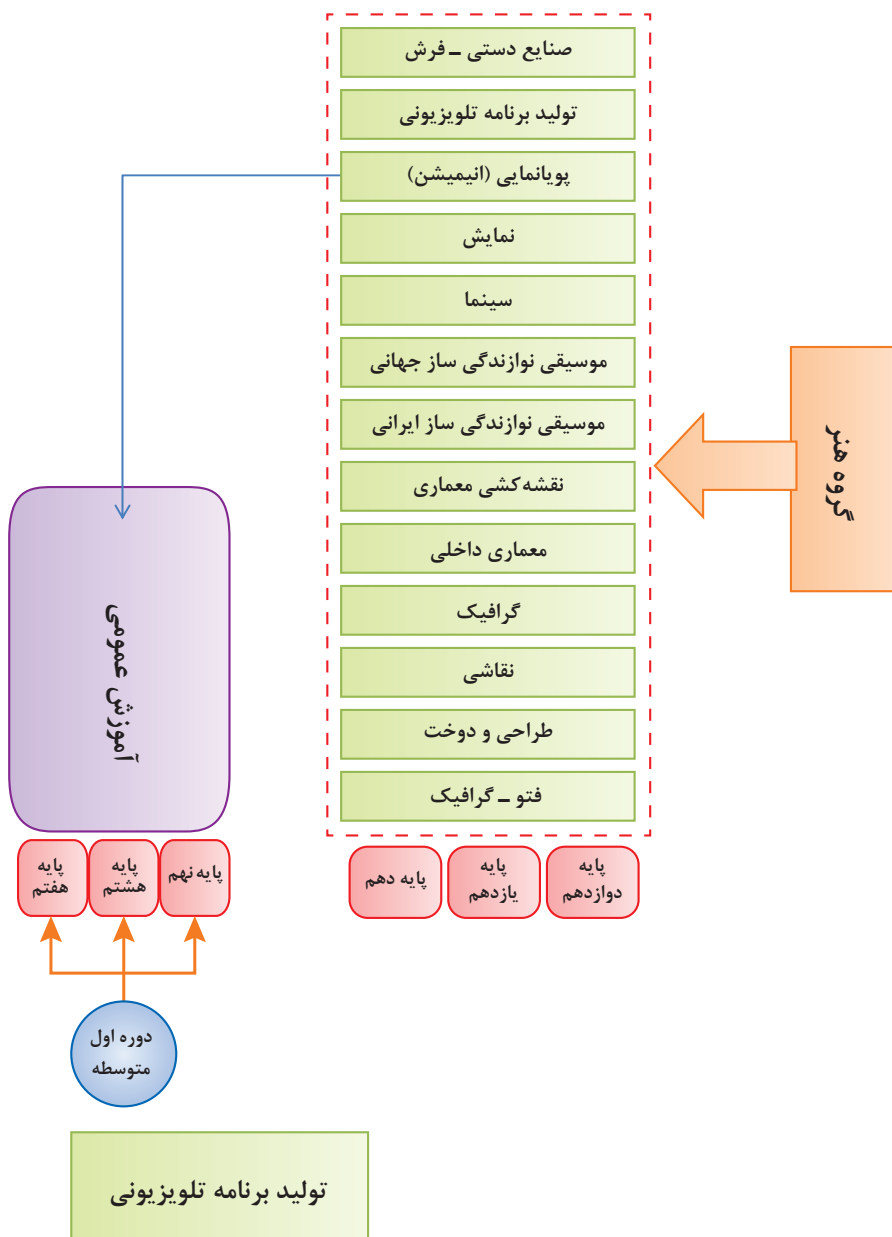 صنایع دستی ــ فرش
تولید برنامه تلویزیونی
پویانمایی (انیمیشن)
نمایش
سینما
موسیقی نوازندگی ساز جهانی
موسیقی نوازندگی ساز ایرانی
نقشه‌کشی معماری
معماری داخلی
گرافیک
نقاشی
طراحی و دوخت
فتو ــ گرافیک
گروه هنر
آموزش عمومی
پایه
دوازدهم
پایه
یازدهم
پایه دهم
پایه نهم
پایه
هشتم
پایه
هفتم
دوره اول
متوسطه
تولید برنامه تلویزیونی